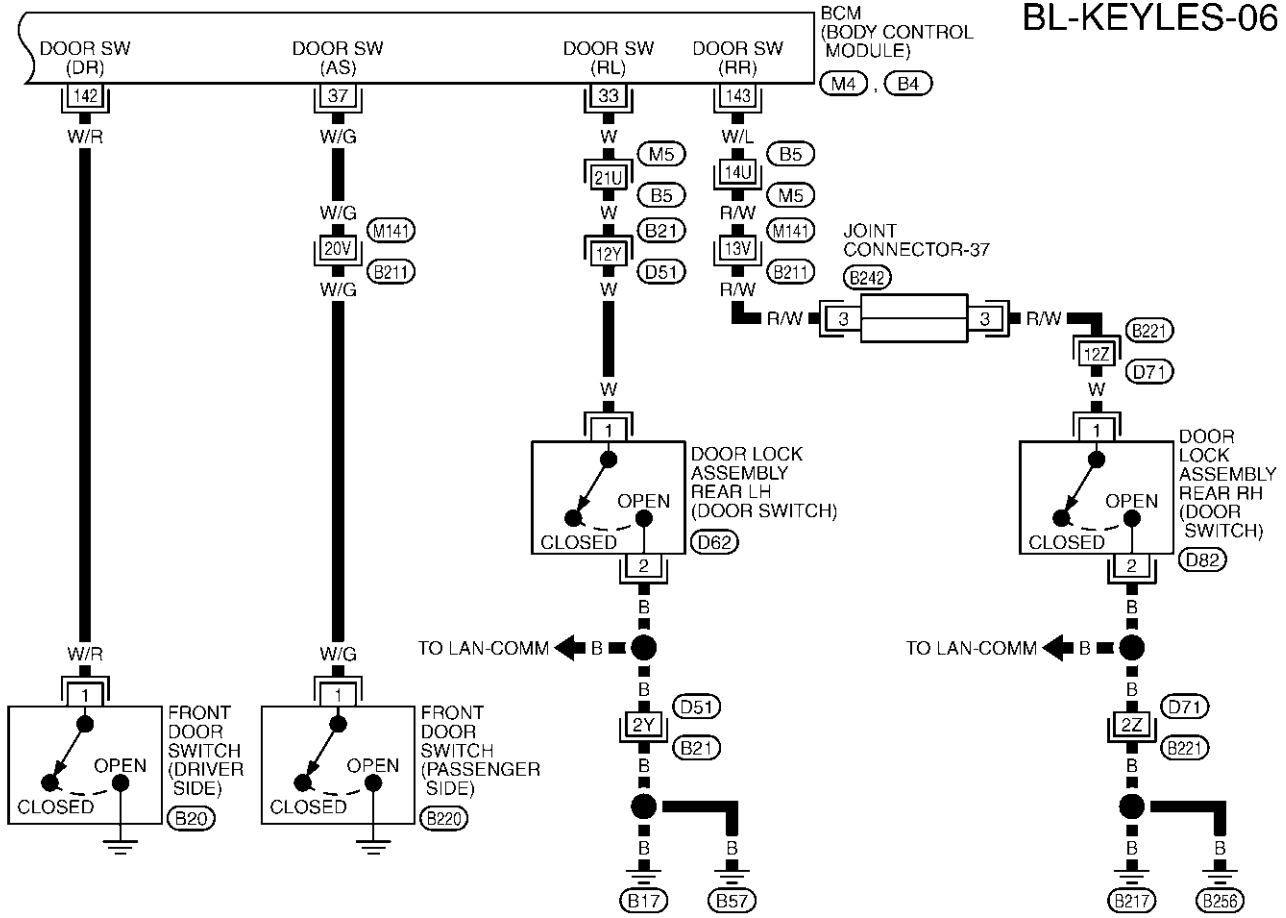 BL-KEYLES-06
BCM
(BODY CONTROL
MODULE)
M4 , B4
DOOR SW
(DR)
DOOR SW
(AS)
DOOR SW
(RL)
DOOR SW
(RR)
142
37
33
143
W/R
W/G
W
W/L
M5
B5
21U
14U
B5
M5
W/G
W
R/W
M141
B21
M141
20V
12Y
13V
B211
D51
B211
W/G
W
R/W
JOINT
CONNECTOR-37
B242
R/W
3
3
R/W
B221
12Z
D71
W
W
1
1
DOOR LOCK
ASSEMBLY
REAR LH
(DOOR SWITCH)
D62
OPEN
CLOSED
2
DOOR
LOCK
ASSEMBLY
REAR RH
(DOOR
SWITCH)
D82
OPEN
CLOSED
2
B
B
TO LAN-COMM
B
TO LAN-COMM
B
B
B
D51
2Y
B21
D71
2Z
B221
B
B
W/R
W/G
1
1
FRONT
DOOR
SWITCH
(DRIVER
SIDE)
B20
OPEN
CLOSED
FRONT
DOOR
SWITCH
(PASSENGER
SIDE)
B220
OPEN
CLOSED
B
B
B
B
B17
B57
B217
B256